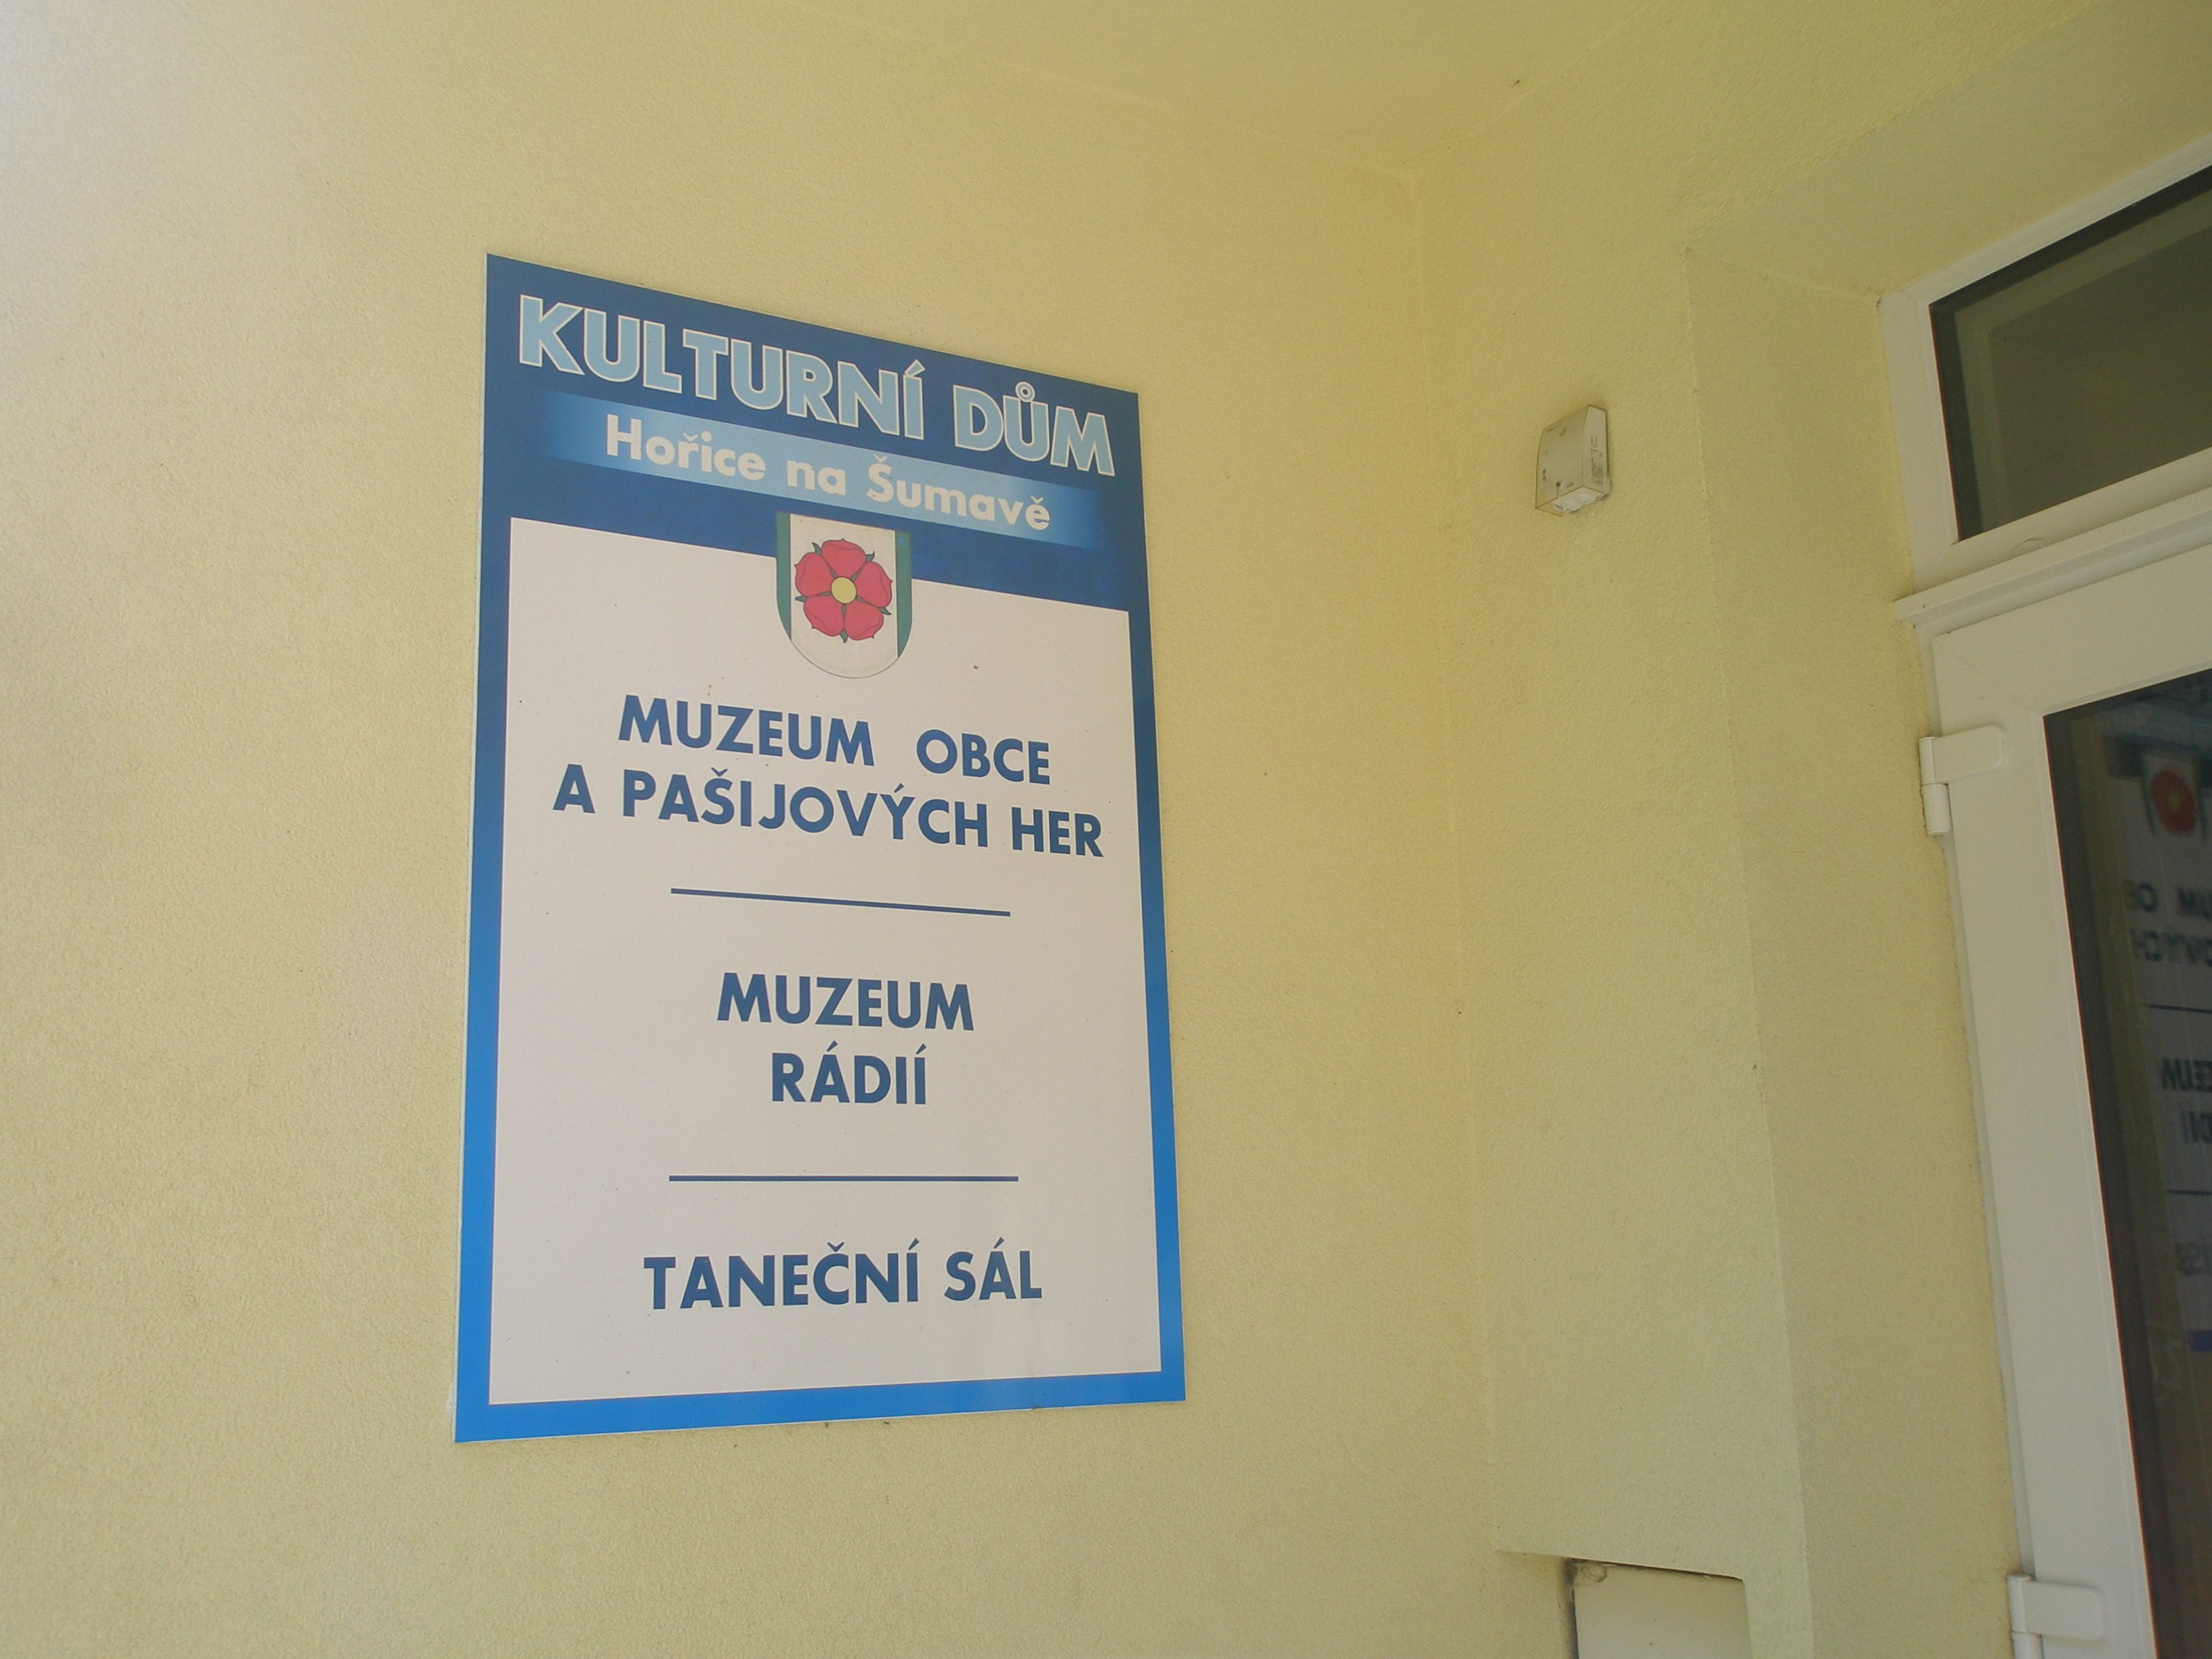 KULTURNÍ DŮM
Hořice na Šumavě
MUZEUM OBCE
A PAŠIJOVÝCH HER
MUZEUM
RÁDIÍ
TANEČNÍ SÁL